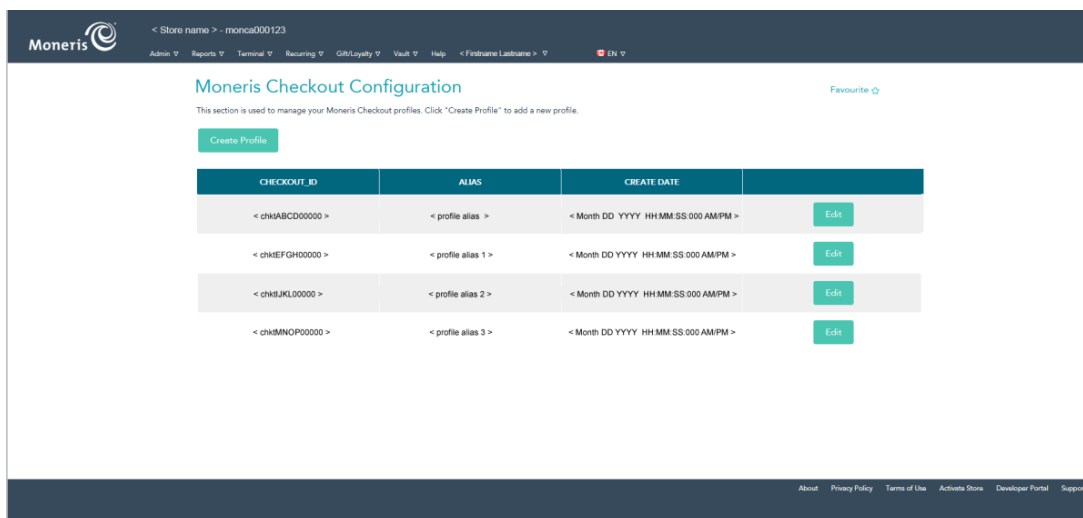 Moneris
< Store name > - monca000123
Admin Reports Terminal Recurring Gift/Loyalty Vault Help < Firstname Lastname > EN
Moneris Checkout Configuration
Favourite
This section is used to manage your Moneris Checkout profiles. Click "Create Profile" to add a new profile.
Create Profile
CHECKOUT_ID ALIAS CREATE DATE
< chktABCD00000 > < profile alias > < Month DD YYYY HH:MM:SS:000 AM/PM > Edit
< chktEFGH00000 > < profile alias 1 > < Month DD YYYY HH:MM:SS:000 AM/PM > Edit
< chktIJKL00000 > < profile alias 2 > < Month DD YYYY HH:MM:SS:000 AM/PM > Edit
< chktMNOP00000 > < profile alias 3 > < Month DD YYYY HH:MM:SS:000 AM/PM > Edit
About Privacy Policy Terms of Use Activate Store Developer Portal Suppor